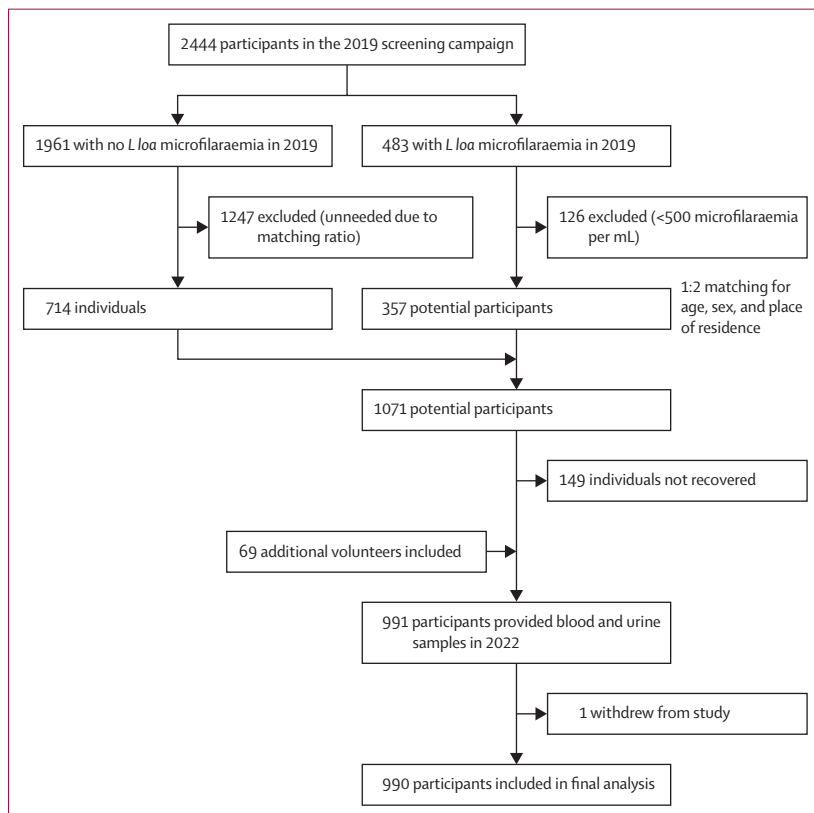 2444 participants in the 2019 screening campaign
1961 with no L loa microfilaraemia in 2019
483 with L loa microfilaraemia in 2019
1247 excluded (unneeded due to
matching ratio)
126 excluded (<500 microfilaraemia
per mL)
714 individuals
357 potential participants
1:2 matching for
age, sex, and place
of residence
1071 potential participants
149 individuals not recovered
69 additional volunteers included
991 participants provided blood and urine
samples in 2022
1 withdrew from study
990 participants included in final analysis